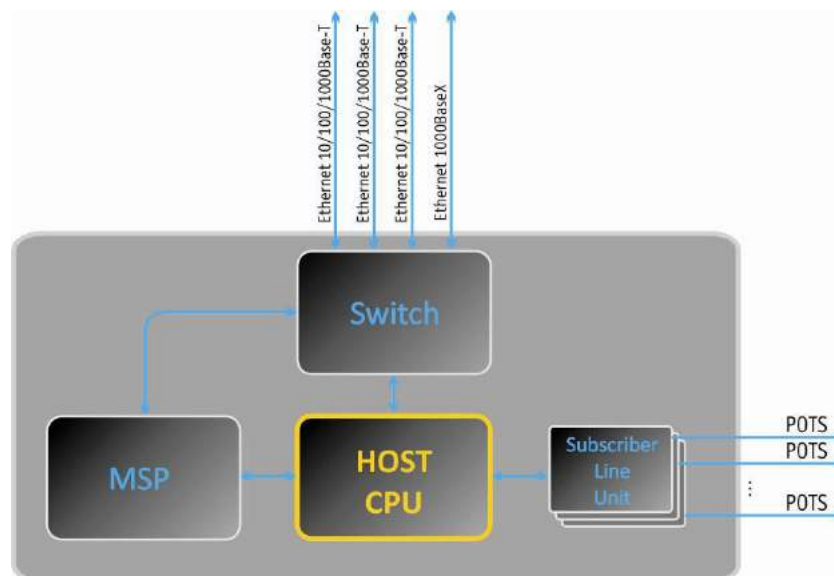 Ethernet 10/100/1000Base-T
Ethernet 10/100/1000Base-T
Ethernet 10/100/1000Base-T
Ethernet 1000BaseX
Switch
MSP
HOST
CPU
Subscriber
Line
Unit
POTS
POTS
...
POTS